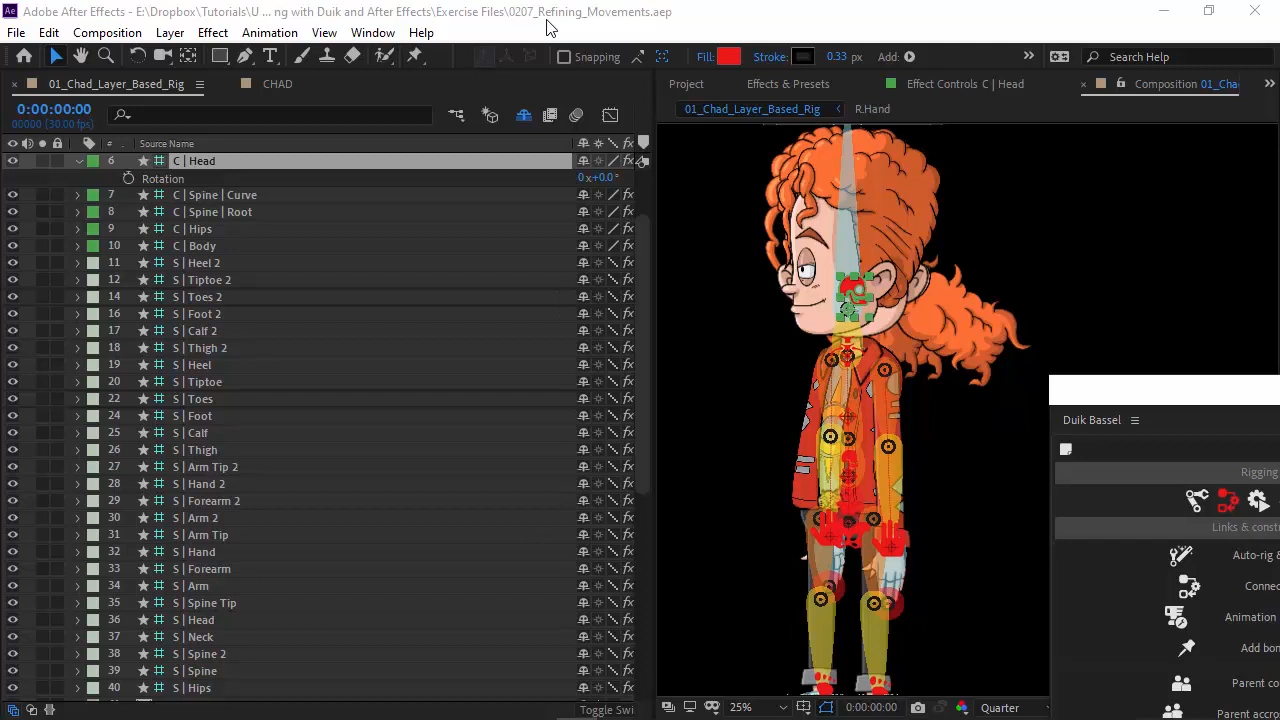 Adobe After Effects - E:\Dropbox\Tutorials\U ... ng with Duik and After Effects\Exercise Files\0207_Refining_Movements.aep
File Edit Composition Layer Effect Animation View Window Help
Snapping Fill: Stroke: 0.33 px Add: Search Help
01_Chad_Layer_Based_Rig CHAD
Project Effects & Presets Effect Controls C | Head Composition 01_Cha
0:00:00:00
00000 (30.00 fps)
01_Chad_Layer_Based_Rig R.Hand
# Source Name
6 C | Head
Rotation 0x+0.0°
7 C | Spine | Curve
8 C | Spine | Root
9 C | Hips
10 C | Body
11 S | Heel 2
12 S | Tiptoe 2
14 S | Toes 2
16 S | Foot 2
17 S | Calf 2
18 S | Thigh 2
19 S | Heel
20 S | Tiptoe
22 S | Toes
24 S | Foot
25 S | Calf
26 S | Thigh
27 S | Arm Tip 2
28 S | Hand 2
29 S | Forearm 2
30 S | Arm 2
31 S | Arm Tip
32 S | Hand
33 S | Forearm
34 S | Arm
35 S | Spine Tip
36 S | Head
37 S | Neck
38 S | Spine 2
39 S | Spine
40 S | Hips
Toggle Swi
Duik Bassel
Rigging
Links & constr
Auto-rig &
Connec
Animation
Add bon
Parent co
Parent acro
25% 0:00:00:00 Quarter